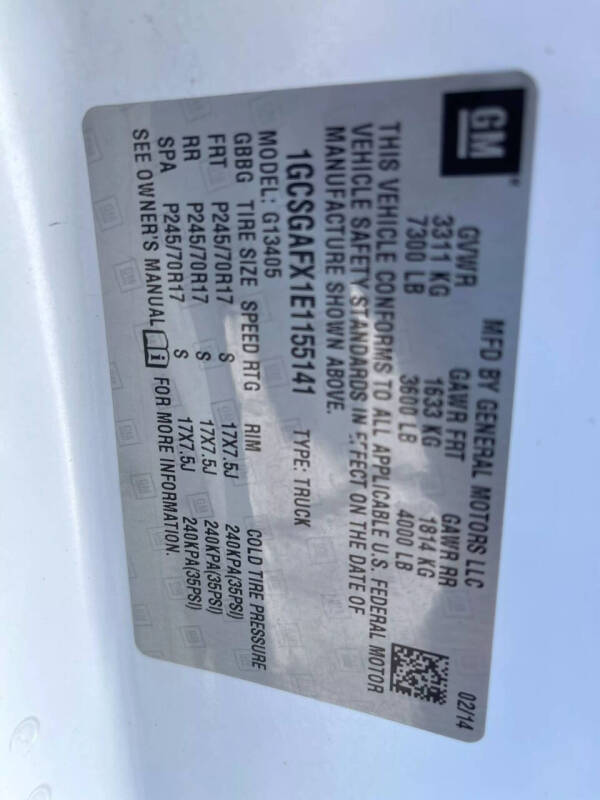 GM
MFD BY GENERAL MOTORS LLC 02/14
GVWR GAWR FRT GAWR RR
3311 KG 1633 KG 1814 KG
7300 LB 3600 LB 4000 LB
THIS VEHICLE CONFORMS TO ALL APPLICABLE U.S. FEDERAL MOTOR
VEHICLE SAFETY STANDARDS IN EFFECT ON THE DATE OF
MANUFACTURE SHOWN ABOVE.
1GCSGAFX1E1155141 TYPE: TRUCK
MODEL: G13405
GBBG TIRE SIZE SPEED RTG RIM COLD TIRE PRESSURE
FRT P245/70R17 S 17X7.5J 240KPA(35PSI)
RR P245/70R17 S 17X7.5J 240KPA(35PSI)
SPA P245/70R17 S 17X7.5J 240KPA(35PSI)
SEE OWNER'S MANUAL i FOR MORE INFORMATION.